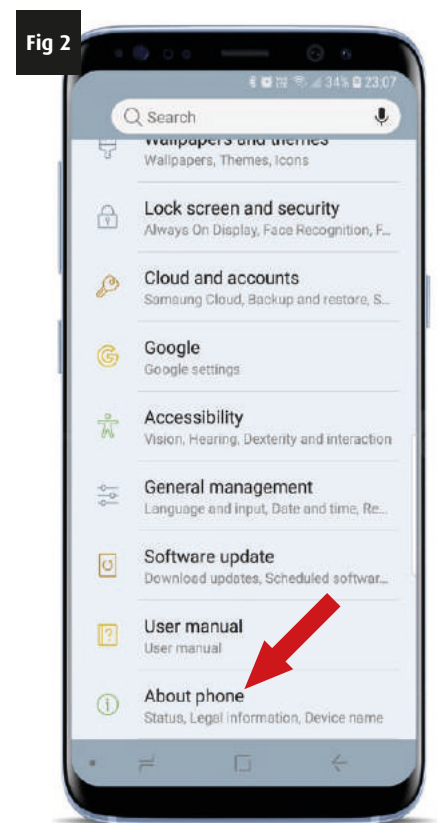 Fig 2
34% 23:07
Search
Wallpapers and themes
Wallpapers, Themes, Icons
Lock screen and security
Always On Display, Face Recognition, F...
Cloud and accounts
Samsung Cloud, Backup and restore, S...
Google
Google settings
Accessibility
Vision, Hearing, Dexterity and interaction
General management
Language and input, Date and time, Re...
Software update
Download updates, Scheduled softwar...
User manual
User manual
About phone
Status, Legal information, Device name